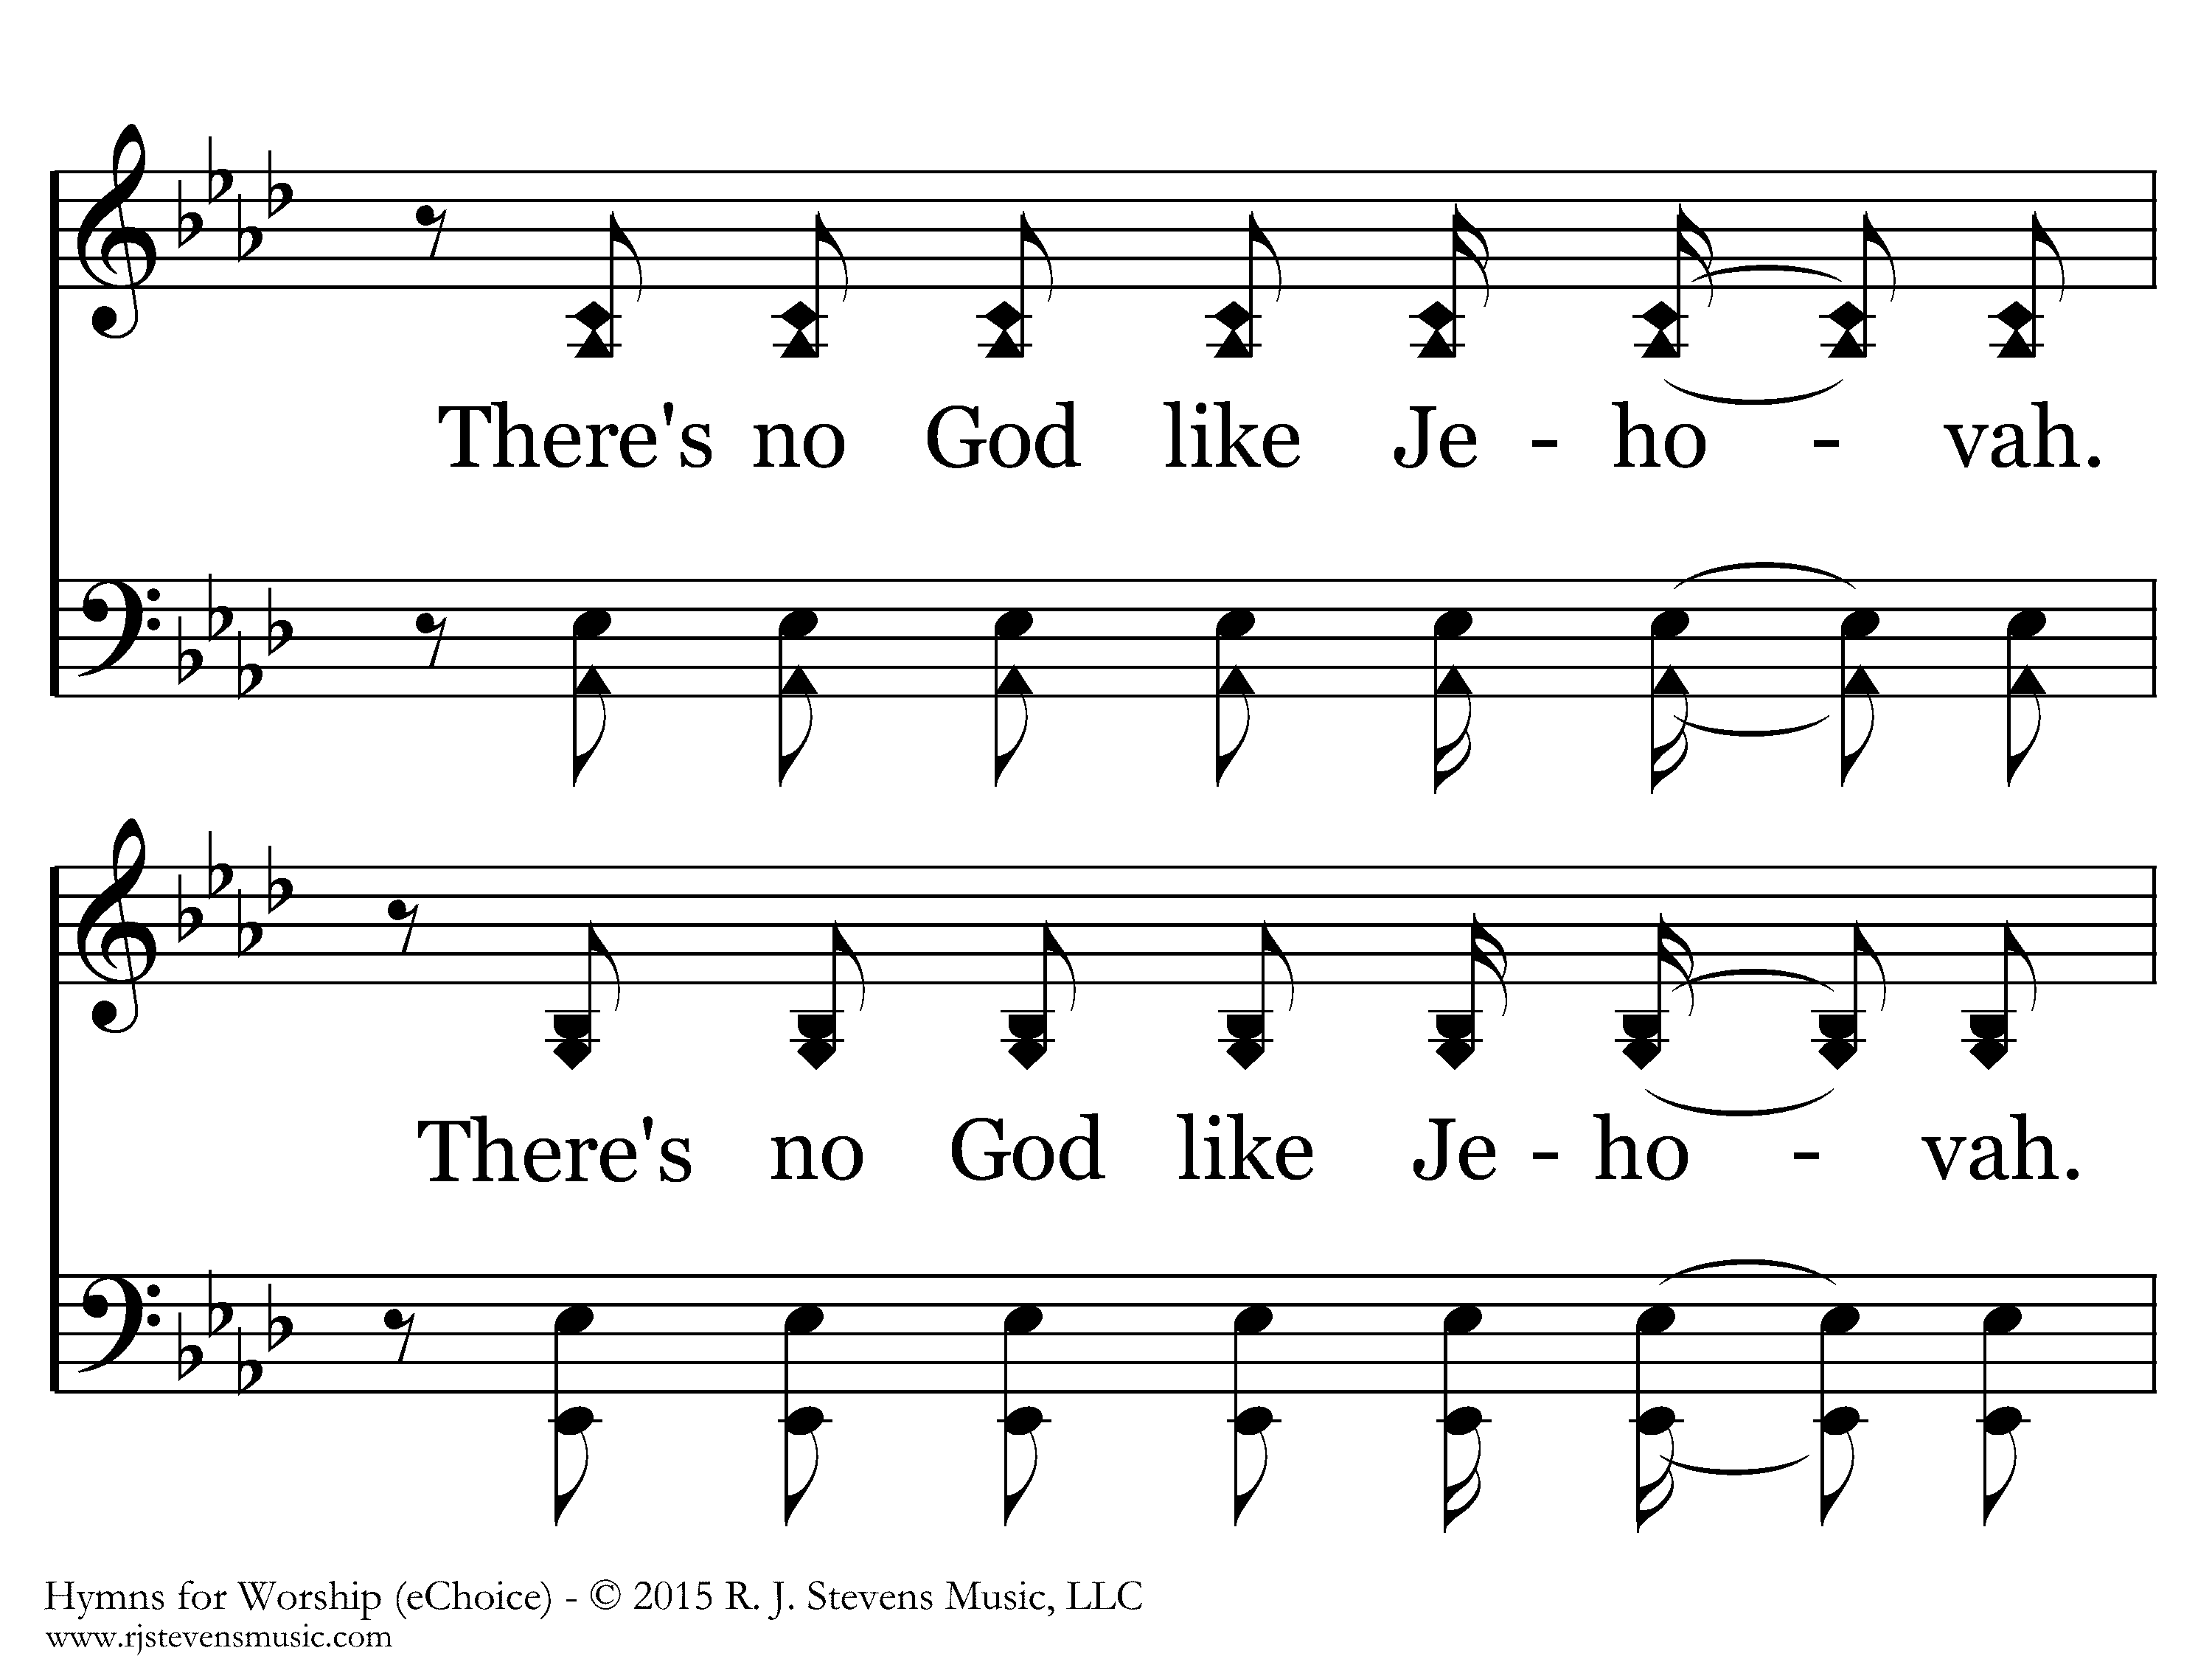 There's no God like Je - ho - vah.
There's no God like Je - ho - vah.
Hymns for Worship (eChoice) - © 2015 R. J. Stevens Music, LLC
www.rjstevensmusic.com